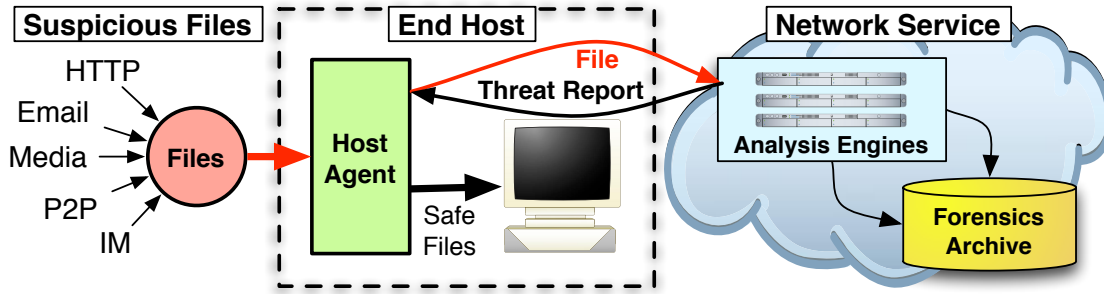 Suspicious Files
HTTP
Email
Media
P2P
IM
Files
End Host
Host
Agent
File
Threat Report
Safe
Files
Network Service
Analysis Engines
Forensics
Archive